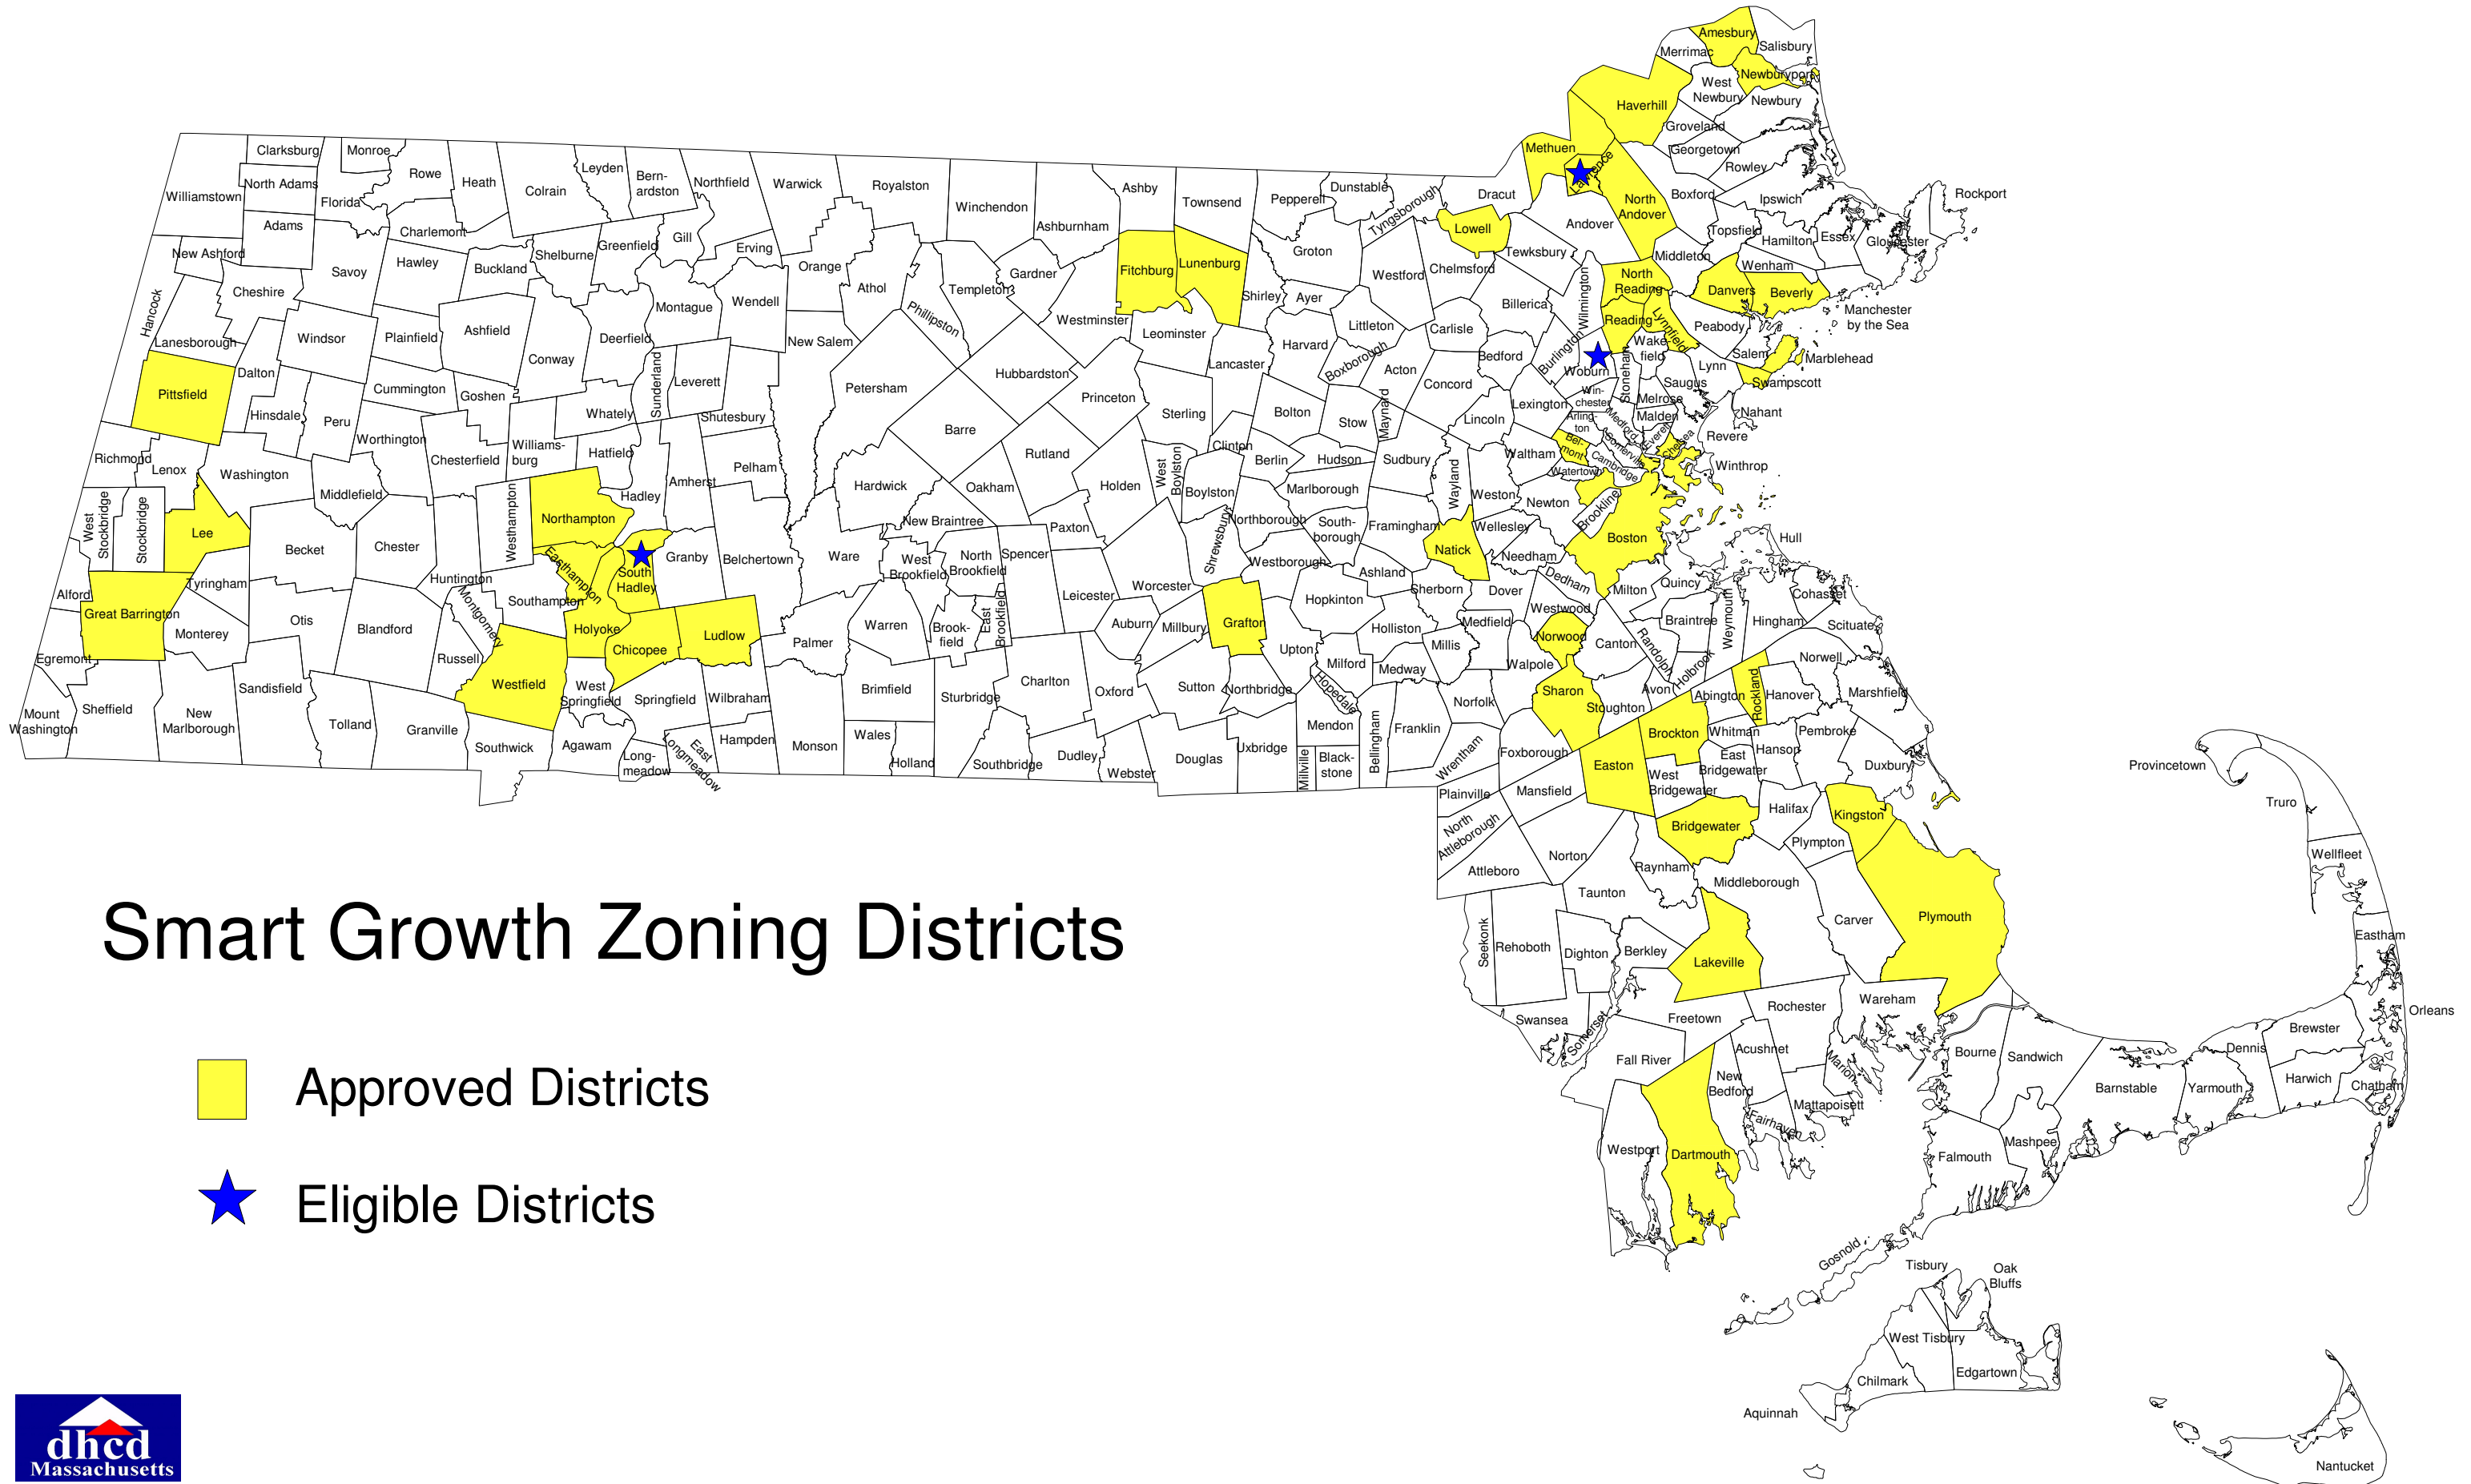 Amesbury
Salisbury
Merrimac
Newburyport
West
Newbury
Newbury
Haverhill
Groveland
Georgetown
Rowley
Methuen
Lawrence
Clarksburg
Monroe
Rowe
Heath
Colrain
Leyden
Bern-
ardston
Northfield
Warwick
Royalston
Winchendon
Ashburnham
Ashby
Townsend
Pepperell
Dunstable
Tyngsborough
Dracut
Andover
North
Andover
Boxford
Ipswich
Rockport
Williamstown
North Adams
Florida
Adams
Charlemont
Lowell
Topsfield
Hamilton
Essex
Gloucester
New Ashford
Savoy
Hawley
Buckland
Shelburne
Greenfield
Gill
Erving
Orange
Athol
Phillipston
Templeton
Gardner
Westminster
Fitchburg
Lunenburg
Shirley
Ayer
Groton
Westford
Chelmsford
Tewksbury
Billerica
Wilmington
Middleton
Wenham
North
Reading
Danvers
Beverly
Manchester
by the Sea
Hancock
Cheshire
Lanesborough
Windsor
Plainfield
Ashfield
Conway
Deerfield
Montague
Wendell
New Salem
Leominster
Lancaster
Harvard
Littleton
Boxborough
Carlisle
Acton
Concord
Bedford
Burlington
Reading
Lynnfield
Peabody
Salem
Marblehead
Wake
field
Woburn
Stoneham
Lynn
Swampscott
Saugus
Pittsfield
Dalton
Hinsdale
Peru
Cummington
Goshen
Worthington
Chesterfield
Williams-
burg
Whately
Hatfield
Sunderland
Leverett
Shutesbury
Petersham
Barre
Hubbardston
Princeton
Sterling
Rutland
Clinton
Bolton
Stow
Maynard
Lincoln
Lexington
Win-
chester
Melrose
Nahant
Arling-
ton
Medford
Malden
Everett
Revere
Bel-
mont
Somerville
Chelsea
Winthrop
Waltham
Watertown
Cambridge
Richmond
Lenox
Washington
Middlefield
Hadley
Amherst
Pelham
Hardwick
Oakham
Holden
West
Boylston
Boylston
Berlin
Hudson
Marlborough
Sudbury
Wayland
Weston
Newton
Brookline
Boston
West
Stockbridge
Stockbridge
Lee
Becket
Chester
Westhampton
Northampton
Easthampton
South
Hadley
Granby
Belchertown
Ware
New Braintree
West
Brookfield
North
Brookfield
Spencer
Paxton
Leicester
Worcester
Shrewsbury
Northborough
Westborough
South-
borough
Framingham
Natick
Wellesley
Needham
Dedham
Hull
Alford
Great Barrington
Tyringham
Monterey
Otis
Blandford
Huntington
Montgomery
Russell
Southampton
Holyoke
Chicopee
Ludlow
Palmer
Warren
Brook-
field
East
Brookfield
Auburn
Millbury
Grafton
Upton
Hopkinton
Ashland
Sherborn
Holliston
Dover
Medfield
Millis
Medway
Milford
Hopedale
Westwood
Norwood
Walpole
Milton
Quincy
Canton
Randolph
Braintree
Holbrook
Weymouth
Hingham
Cohasset
Scituate
Norwell
Egremont
Mount
Washington
Sheffield
New
Marlborough
Sandisfield
Tolland
Granville
Westfield
Southwick
West
Springfield
Agawam
Springfield
Long-
meadow
East
Longmeadow
Wilbraham
Hampden
Monson
Brimfield
Wales
Holland
Sturbridge
Southbridge
Charlton
Dudley
Oxford
Webster
Sutton
Northbridge
Douglas
Uxbridge
Mendon
Millville
Black-
stone
Bellingham
Franklin
Norfolk
Wrentham
Sharon
Stoughton
Foxborough
Avon
Abington
Rockland
Hanover
Marshfield
Brockton
Whitman
Hanson
Pembroke
East
Bridgewater
West
Bridgewater
Duxbury
Easton
Mansfield
Plainville
North
Attleborough
Attleboro
Norton
Bridgewater
Halifax
Kingston
Plympton
Raynham
Taunton
Middleborough
Carver
Plymouth
Provincetown
Truro
Wellfleet
Eastham
Orleans
Seekonk
Rehoboth
Dighton
Berkley
Lakeville
Swansea
Somerset
Freetown
Rochester
Wareham
Fall River
Acushnet
New
Bedford
Marion
Mattapoisett
Fairhaven
Westport
Dartmouth
Bourne
Sandwich
Barnstable
Yarmouth
Dennis
Brewster
Harwich
Chatham
Mashpee
Falmouth
Gosnold
Tisbury
Oak
Bluffs
West Tisbury
Edgartown
Chilmark
Aquinnah
Nantucket
Smart Growth Zoning Districts
Approved Districts
Eligible Districts
dhcd
Massachusetts